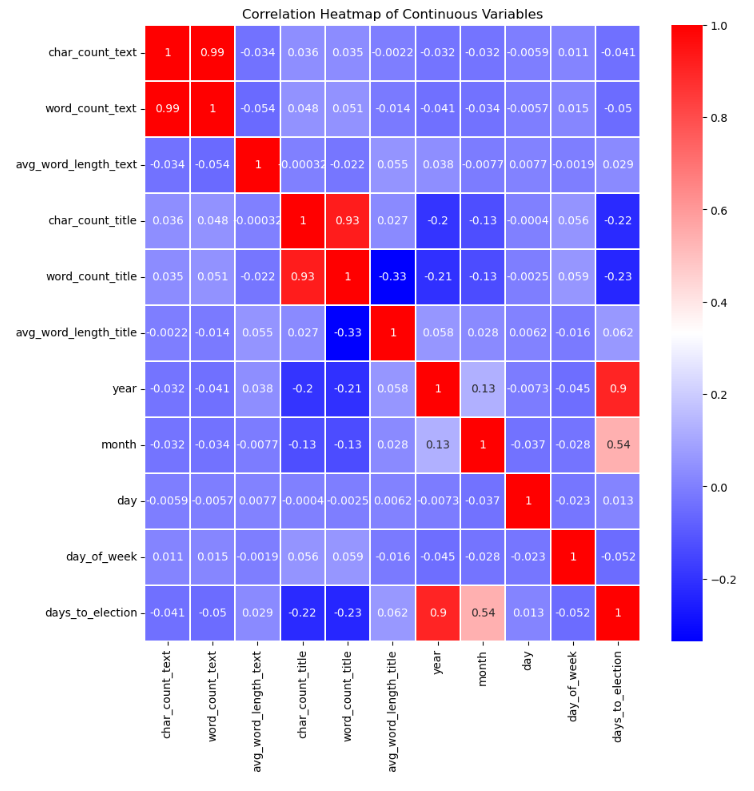 Correlation Heatmap of Continuous Variables
char_count_text 1 0.99 -0.034 0.036 0.035 -0.0022 -0.032 -0.032 -0.0059 0.011 -0.041
word_count_text 0.99 1 -0.054 0.048 0.051 -0.014 -0.041 -0.034 -0.0057 0.015 -0.05
avg_word_length_text -0.034 -0.054 1 -0.00032 -0.022 0.055 0.038 -0.0077 0.0077 -0.0019 0.029
char_count_title 0.036 0.048 -0.00032 1 0.93 0.027 -0.2 -0.13 -0.0004 0.056 -0.22
word_count_title 0.035 0.051 -0.022 0.93 1 -0.33 -0.21 -0.13 -0.0025 0.059 -0.23
avg_word_length_title -0.0022 -0.014 0.055 0.027 -0.33 1 0.058 0.028 0.0062 -0.016 0.062
year -0.032 -0.041 0.038 -0.2 -0.21 0.058 1 0.13 -0.0073 -0.045 0.9
month -0.032 -0.034 -0.0077 -0.13 -0.13 0.028 0.13 1 -0.037 -0.028 0.54
day -0.0059 -0.0057 0.0077 -0.0004 -0.0025 0.0062 -0.0073 -0.037 1 -0.023 0.013
day_of_week 0.011 0.015 -0.0019 0.056 0.059 -0.016 -0.045 -0.028 -0.023 1 -0.052
days_to_election -0.041 -0.05 0.029 -0.22 -0.23 0.062 0.9 0.54 0.013 -0.052 1
char_count_text
word_count_text
avg_word_length_text
char_count_title
word_count_title
avg_word_length_title
year
month
day
day_of_week
days_to_election
1.0
0.8
0.6
0.4
0.2
0.0
−0.2